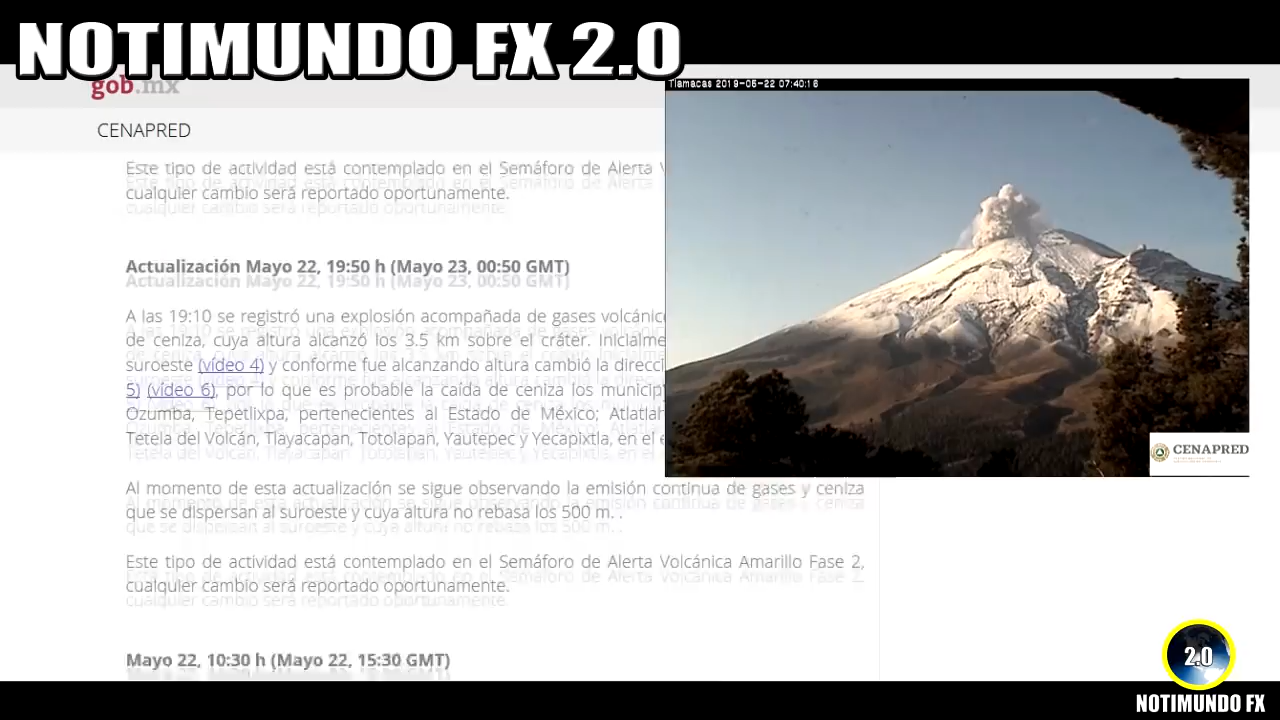 NOTIMUNDO FX 2.0
gob.mx
CENAPRED
Este tipo de actividad está contemplado en el Semáforo de Alerta
cualquier cambio será reportado oportunamente.
Actualización Mayo 22, 19:50 h (Mayo 23, 00:50 GMT)
A las 19:10 se registró una explosión acompañada de gases
de ceniza, cuya altura alcanzó los 3.5 km sobre el cráter.
suroeste (vídeo 4) y conforme fue alcanzando altura cambió la
5) (vídeo 6), por lo que es probable la caída de ceniza los
Ozumba, Tepetlixpa, pertenecientes al Estado de México;
Tetela del Volcán, Tlayacapan, Totolapan, Yautepec y Yecapixtla, en el
Al momento de esta actualización se sigue observando la emisión continua de gases y ceniza
que se dispersan al suroeste y cuya altura no rebasa los 500 m. .
Este tipo de actividad está contemplado en el Semáforo de Alerta Volcánica Amarillo Fase 2,
cualquier cambio será reportado oportunamente.
Mayo 22, 10:30 h (Mayo 22, 15:30 GMT)
Tlamacas 2019-05-22 07:40:16
CENAPRED
2.0
NOTIMUNDO FX